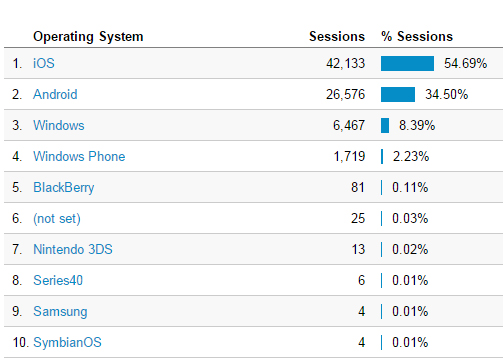 Operating System Sessions % Sessions
1. iOS 42,133 54.69%
2. Android 26,576 34.50%
3. Windows 6,467 8.39%
4. Windows Phone 1,719 2.23%
5. BlackBerry 81 0.11%
6. (not set) 25 0.03%
7. Nintendo 3DS 13 0.02%
8. Series40 6 0.01%
9. Samsung 4 0.01%
10. SymbianOS 4 0.01%